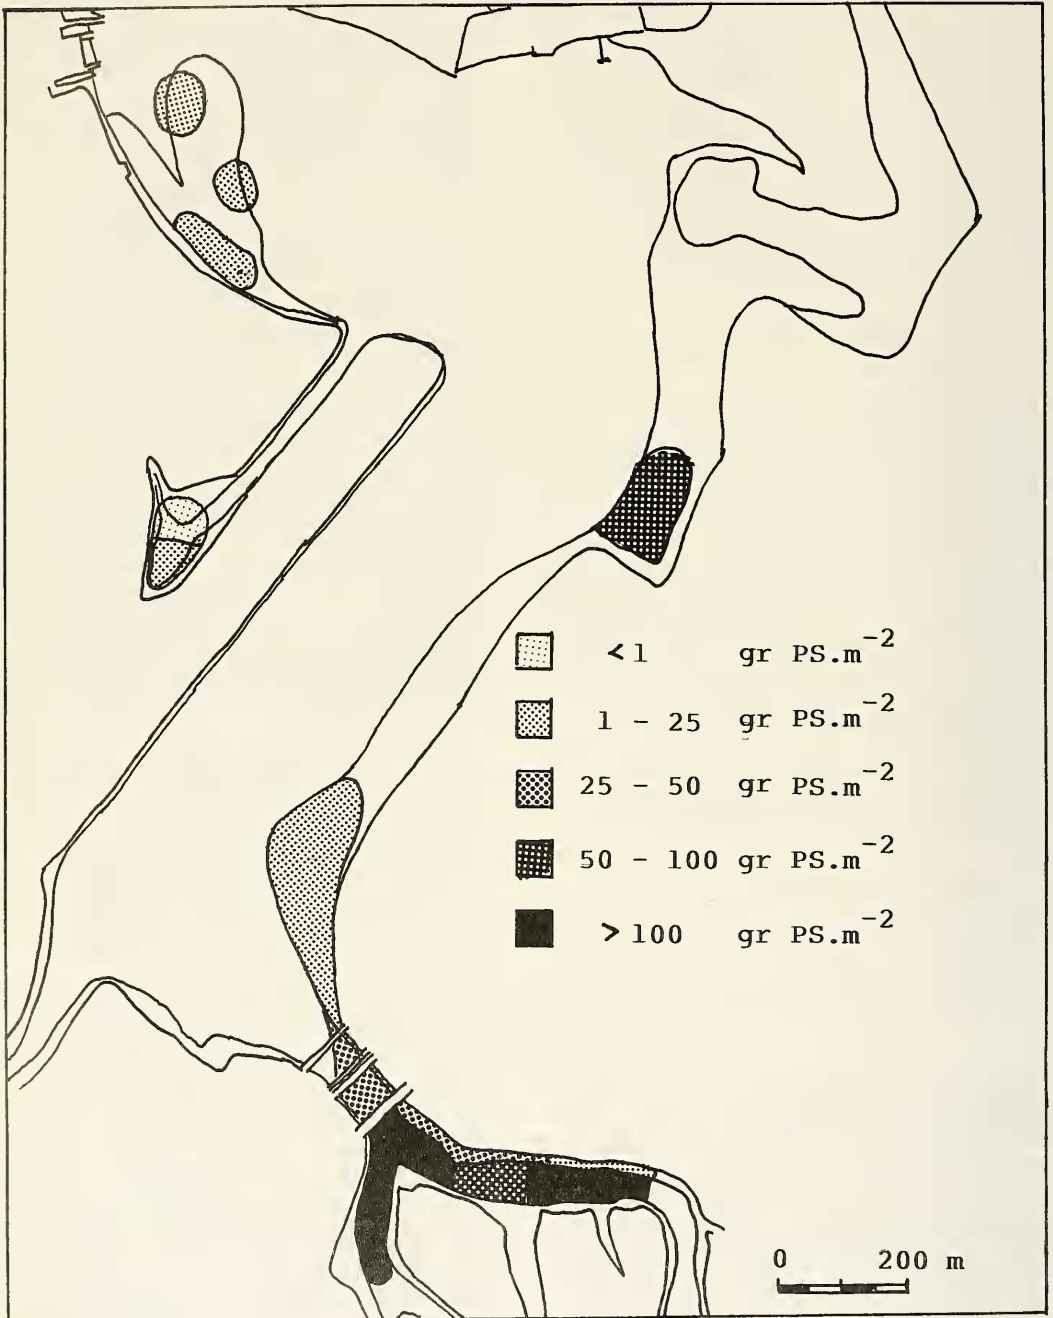 <1 gr PS.m⁻²
1 - 25 gr PS.m⁻²
25 - 50 gr PS.m⁻²
50 - 100 gr PS.m⁻²
>100 gr PS.m⁻²
0 200 m